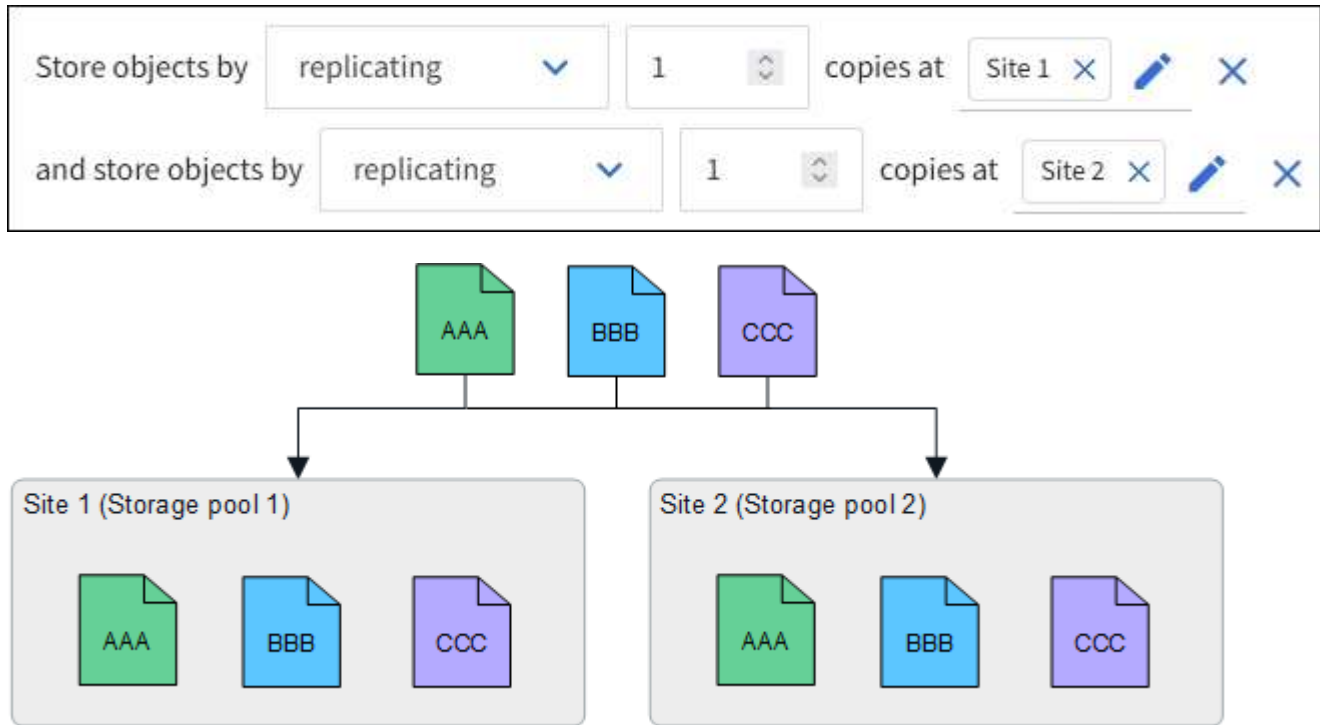 Store objects by replicating 1 copies at Site 1
and store objects by replicating 1 copies at Site 2
AAA BBB CCC
Site 1 (Storage pool 1)
AAA BBB CCC
Site 2 (Storage pool 2)
AAA BBB CCC